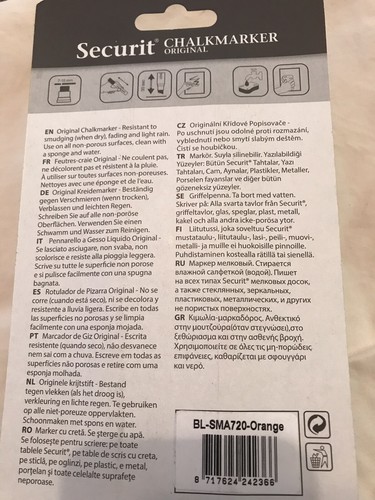 Securit® CHALKMARKER
ORIGINAL
EN Original Chalkmarker - Resistant to
smudging (when dry), fading and light rain.
Use on all non-porous surfaces, clean with
a sponge and water.
FR Feutres-craie Originale - Ne coulent pas,
ne décolorent pas et résistent à la pluie.
À utiliser sur toutes surfaces non-poreuses.
Nettoyes avec une éponge et de l'eau.
DE Original Kreidemarker - Beständig
gegen Verschmieren (wenn trocken),
Verblassen und leichten Regen.
Schreiben Sie auf alle non-poröse
Oberflächen. Verwenden Sie einen
Schwamm und Wasser zum Reinigen.
IT Pennarello a Gesso Liquido Original -
Se lasciato asciugare, non svaba, non
scolorisce e resiste alla pioggia leggera.
Scrive su tutte le superficie non porose
e si pulisce facilmente con una spugna
bagnata.
ES Rotulador de Pizarra Original - No se
corre (cuando está seco), ni se decolora y
resistente a lluvia ligera. Escribe en todas
las superficies no porosas y se limpia
facilmente con una esponja mojada.
PT Marcador de Giz Original - Escrita
resistente (quando seco), não desvanece
nem sai com a chuva. Escreve em todas as
superficies não porosas e retire com uma
esponja molhada.
NL Originele krijtstift - Bestand
tegen vlekken (als het droog is),
verkleuring en lichte regen. Te gebruiken
op alle niet-poreuze oppervlakten.
Schoonmaken met spons en water.
RO Marker cu cretă. Se şterge cu apă.
Se foloseşte pentru scriere: pe toate
tablele Securit®, pe table de scris cu creta,
pe sticlă, pe oglinzi, pe plastic, e metal,
porţelan şi toate celelalte suprafeţe
neporoase.
CZ Originální Křídové Popisovače -
Po uschnutí jsou odolné proti rozmazání,
vyblednutí nebo smytí slabým deštěm.
Čistí se houbičkou.
TR Markör. Suyla silinebilir. Yazılabildiği
Yüzeyler: Bütün Securit® Tahtalar, Yazı
Tahtaları, Cam, Aynalar, Plastikler, Metaller,
Porselen fayanslar ve diğer bütün
gözeneksiz yüzeyler.
SE Griffelpenna. Ta bort med vatten.
Skriver på: Alla svarta tavlor från Securit®,
griffeltavlor, glas, speglar, plast, metall,
kakel och alla andra icke-porösa ytor.
FI Liitutussi, joka soveltuu Securit®
mustataulu-, liitutaulu-, lasi-, peili-, muovi-,
metalli- ja muille ei huokoisille pinnoille.
Puhdistaminen kostealla rätillä tai sienellä.
RU Маркер меловый. Стирается
влажной салфеткой (водой). Пишет
на всех типах Securit® меловых досок,
а также стеклянных, зеркальных,
пластиковых, металлических, и других
не пористых поверхностях.
GR Κιμωλία-μαρκαδόρος. Ανθεκτικό
στην μουτζούρα(όταν στεγνώσει),στο
ξεθώριασμα και στην ασθενής βροχή.
Χρησιμοποιείτε σε όλες τις μη-πορώδεις
επιφάνειες, καθαρίζεται με σφουγγάρι
και νερό.
BL-SMA720-Orange
8 717624 242366